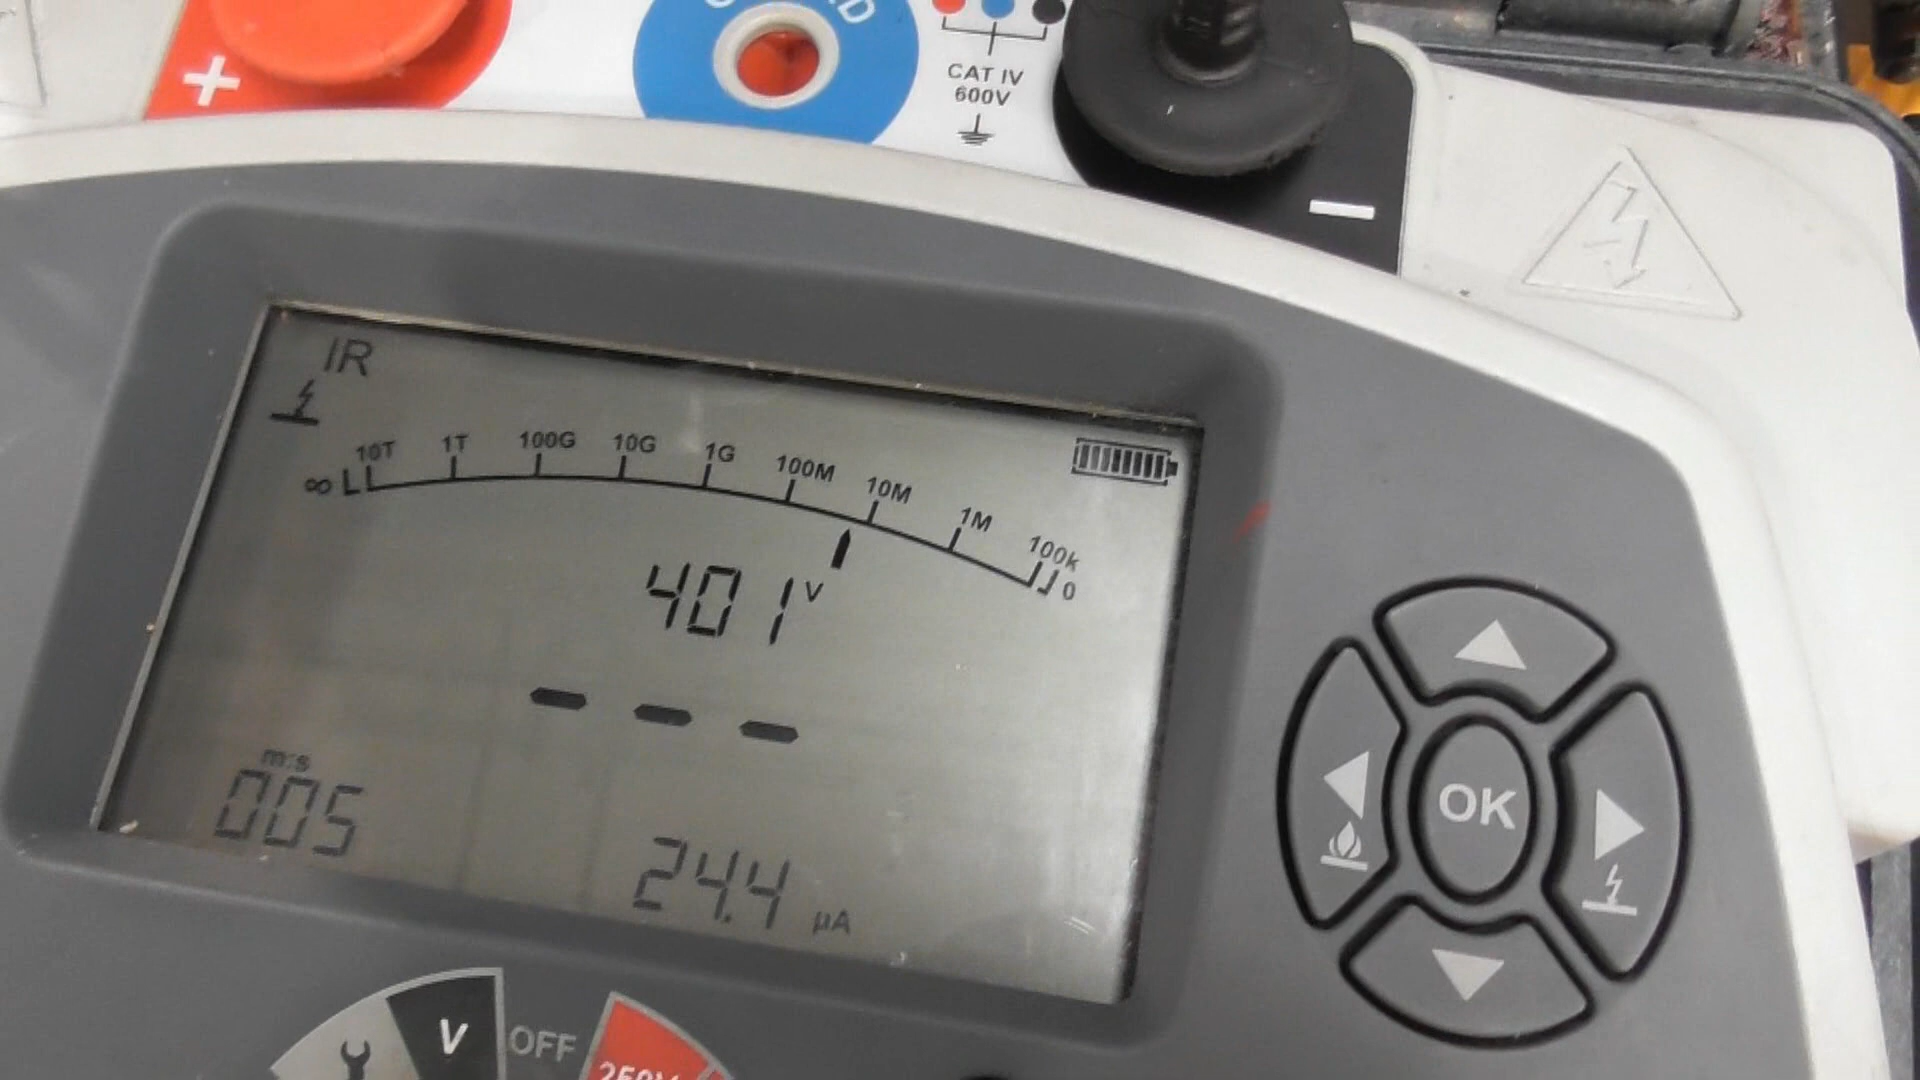 +
CAT IV
600V
–
IR
10T 1T 100G 10G 1G 100M 10M 1M 100k
∞ 0
401 V
- - -
m:s
005
24.4 µA
OK
V OFF